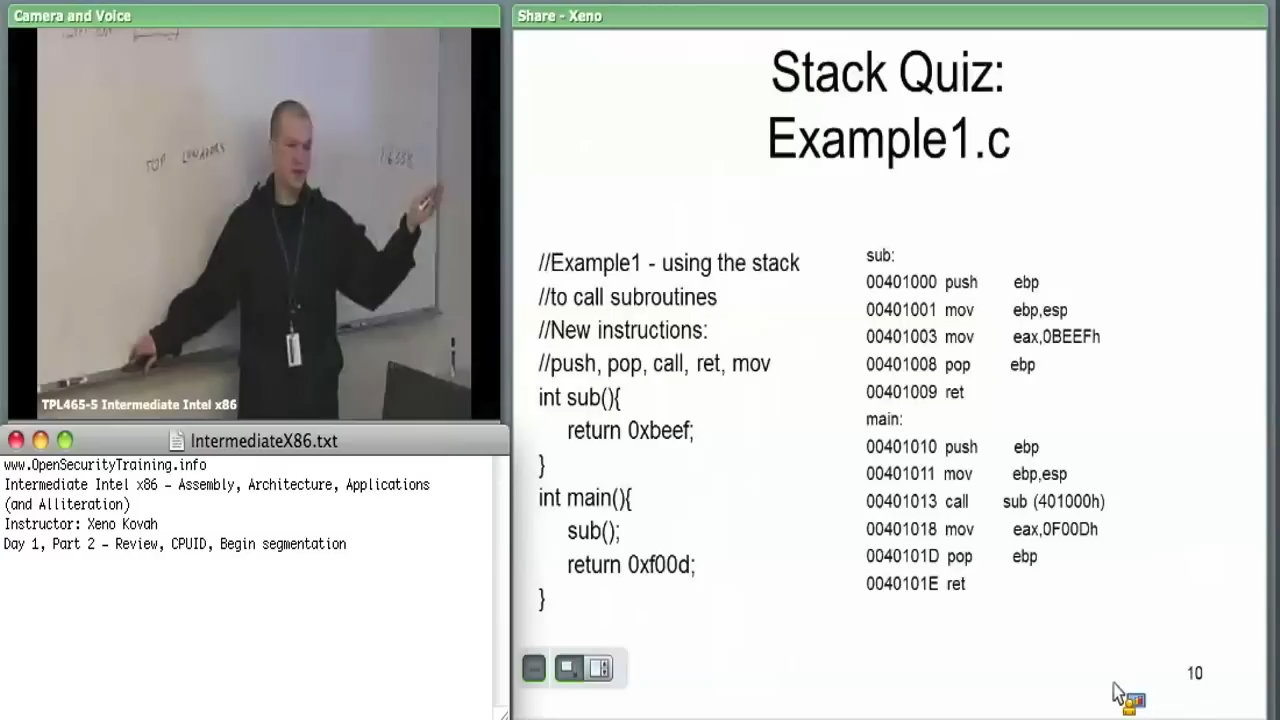 Camera and Voice
TOP LOWADDRS
TPL465-5 Intermediate Intel x86
IntermediateX86.txt
www.OpenSecurityTraining.info
Intermediate Intel x86 – Assembly, Architecture, Applications
(and Alliteration)
Instructor: Xeno Kovah
Day 1, Part 2 – Review, CPUID, Begin segmentation
Share - Xeno
Stack Quiz:
Example1.c
//Example1 - using the stack
//to call subroutines
//New instructions:
//push, pop, call, ret, mov
int sub(){
return 0xbeef;
}
int main(){
sub();
return 0xf00d;
}
sub:
00401000 push ebp
00401001 mov ebp,esp
00401003 mov eax,0BEEFh
00401008 pop ebp
00401009 ret
main:
00401010 push ebp
00401011 mov ebp,esp
00401013 call sub (401000h)
00401018 mov eax,0F00Dh
0040101D pop ebp
0040101E ret
10